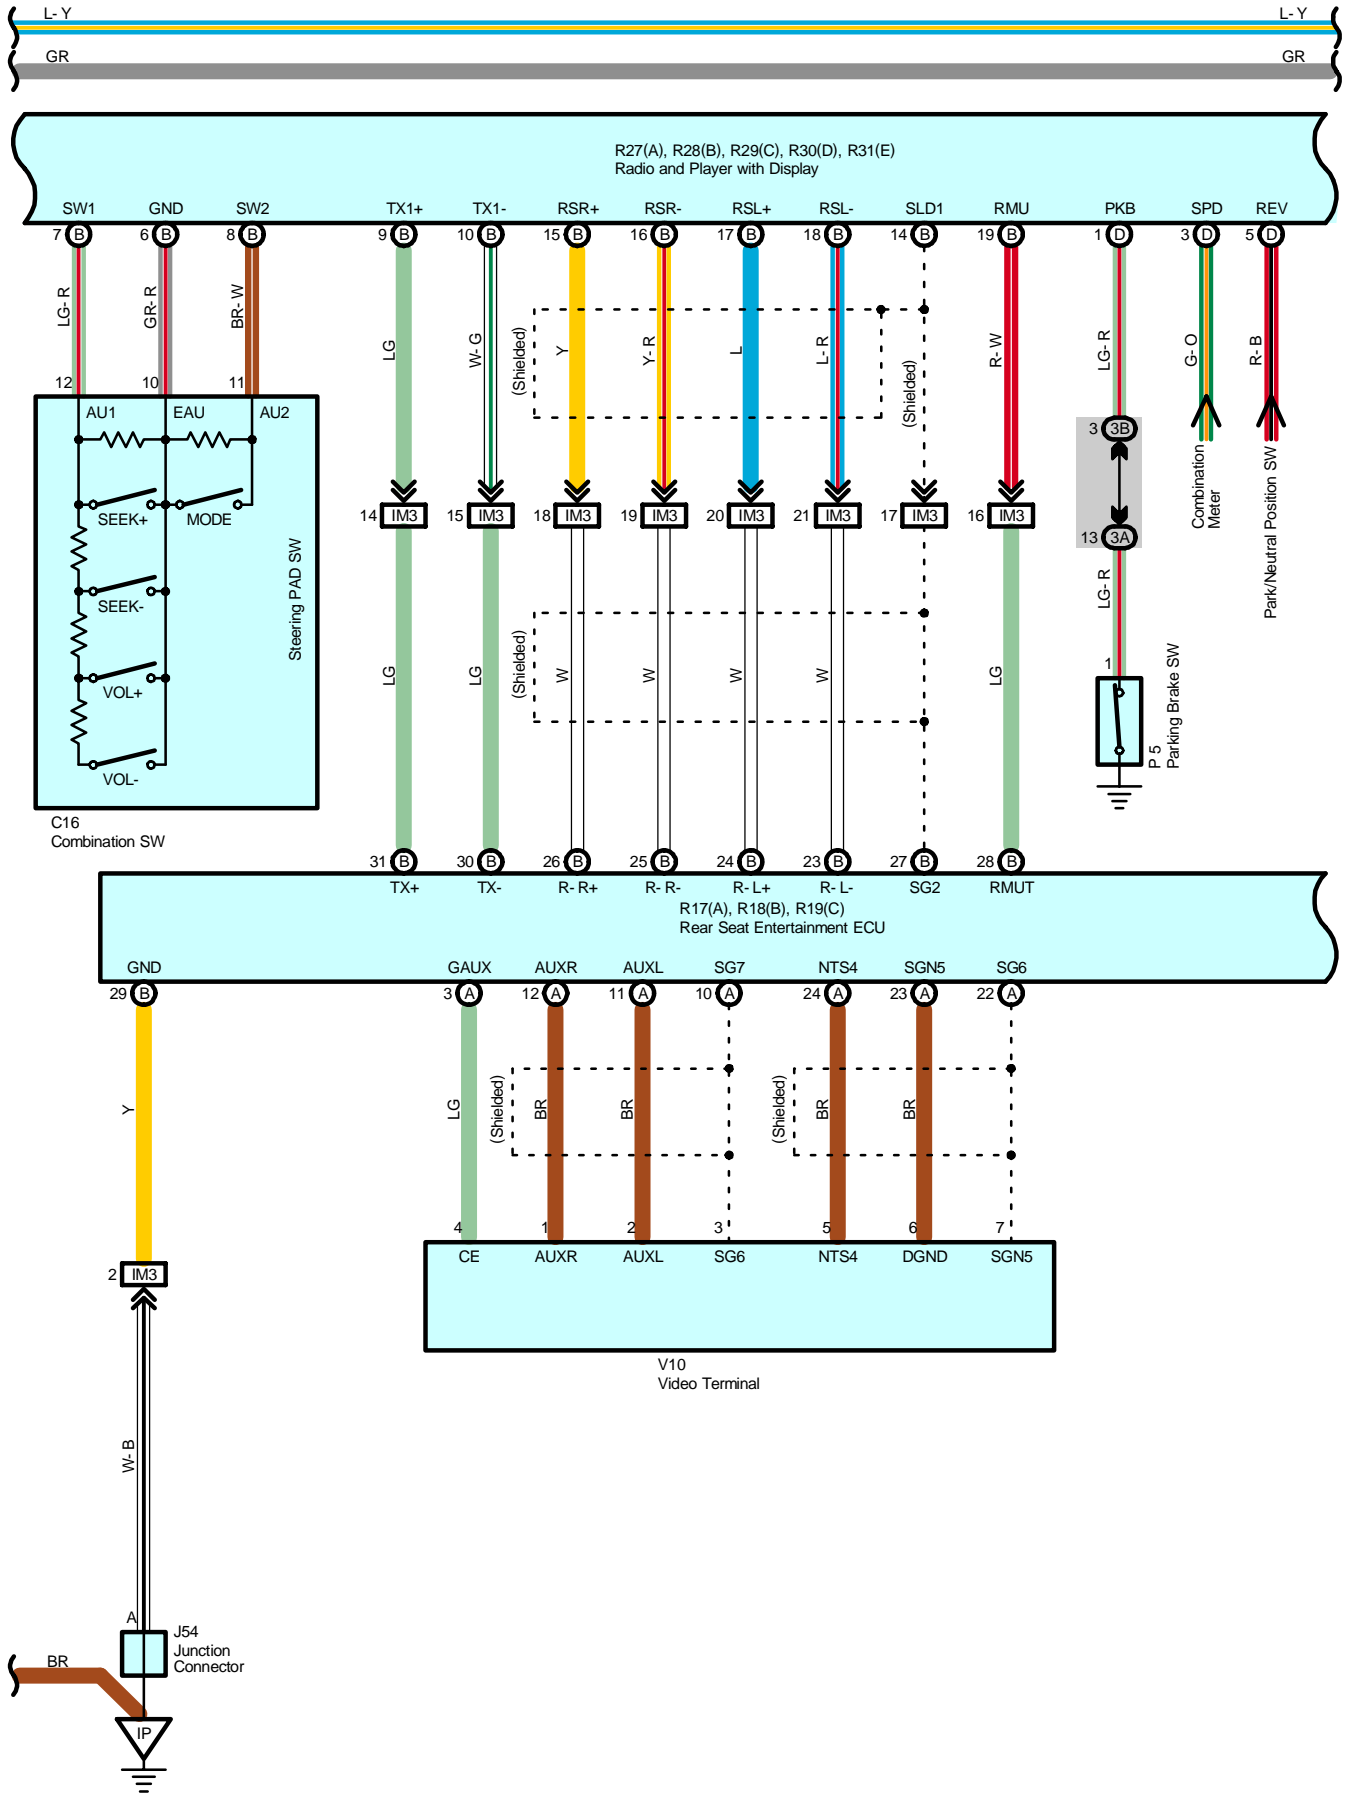 L- Y L- Y
GR GR
R27(A), R28(B), R29(C), R30(D), R31(E)
Radio and Player with Display
SW1 GND SW2 TX1+ TX1- RSR+ RSR- RSL+ RSL- SLD1 RMU PKB SPD REV
7 B 6 B 8 B 9 B 10 B 15 B 16 B 17 B 18 B 14 B 19 B 1 D 3 D 5 D
LG- R GR- R BR- W LG W- G (Shielded) Y Y- R L L- R (Shielded) R- W LG- R G- O R- B
12 10 11
AU1 EAU AU2
3 3B
Combination
Meter
Park/Neutral Position SW
SEEK+ MODE
14 IM3 15 IM3 18 IM3 19 IM3 20 IM3 21 IM3 17 IM3 16 IM3
13 3A
SEEK-
Steering PAD SW
LG- R
VOL+
LG LG (Shielded) W W W W LG
1
P 5
Parking Brake SW
VOL-
C16
Combination SW
31 B 30 B 26 B 25 B 24 B 23 B 27 B 28 B
TX+ TX- R- R+ R- R- R- L+ R- L- SG2 RMUT
R17(A), R18(B), R19(C)
Rear Seat Entertainment ECU
GND GAUX AUXR AUXL SG7 NTS4 SGN5 SG6
29 B 3 A 12 A 11 A 10 A 24 A 23 A 22 A
Y LG (Shielded) BR BR (Shielded) BR BR
4 1 2 3 5 6 7
CE AUXR AUXL SG6 NTS4 DGND SGN5
2 IM3
V10
Video Terminal
W- B
A
J54
Junction
Connector
BR
IP